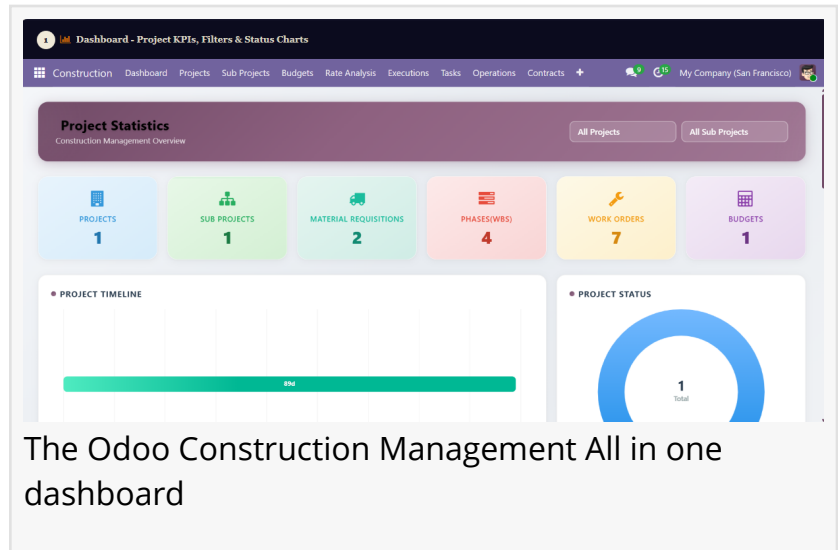 1 Dashboard - Project KPIs, Filters & Status Charts
Construction Dashboard Projects Sub Projects Budgets Rate Analysis Executions Tasks Operations Contracts + 9 15 My Company (San Francisco)
Project Statistics
Construction Management Overview
All Projects All Sub Projects
PROJECTS
1
SUB PROJECTS
1
MATERIAL REQUISITIONS
2
PHASES(WBS)
4
WORK ORDERS
7
BUDGETS
1
PROJECT TIMELINE
89d
PROJECT STATUS
1
Total
The Odoo Construction Management All in one
dashboard